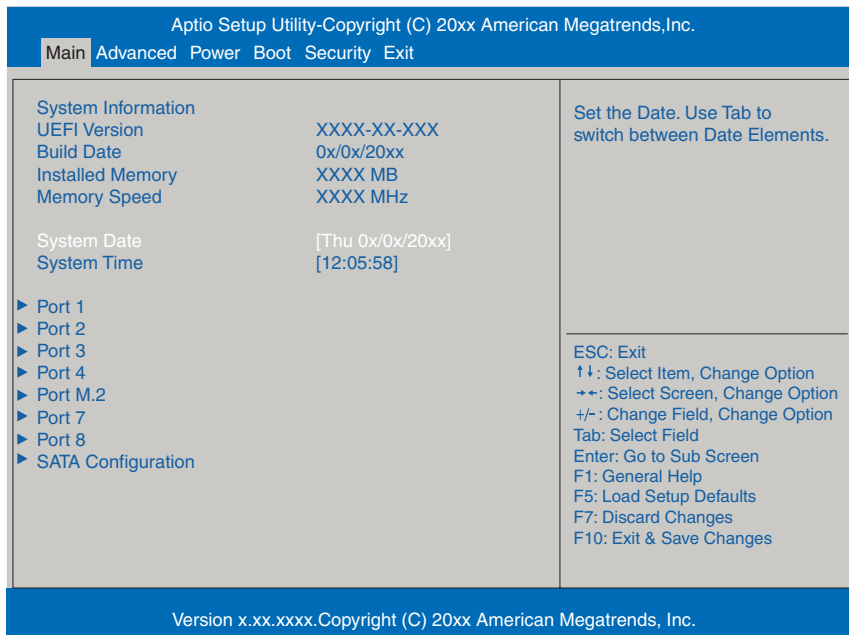 Aptio Setup Utility-Copyright (C) 20xx American Megatrends,Inc.
Main Advanced Power Boot Security Exit
System Information
UEFI Version XXXX-XX-XXX
Build Date 0x/0x/20xx
Installed Memory XXXX MB
Memory Speed XXXX MHz
System Date [Thu 0x/0x/20xx]
System Time [12:05:58]
Port 1
Port 2
Port 3
Port 4
Port M.2
Port 7
Port 8
SATA Configuration
Set the Date. Use Tab to
switch between Date Elements.
ESC: Exit
↑↓: Select Item, Change Option
→←: Select Screen, Change Option
+/-: Change Field, Change Option
Tab: Select Field
Enter: Go to Sub Screen
F1: General Help
F5: Load Setup Defaults
F7: Discard Changes
F10: Exit & Save Changes
Version x.xx.xxxx.Copyright (C) 20xx American Megatrends, Inc.